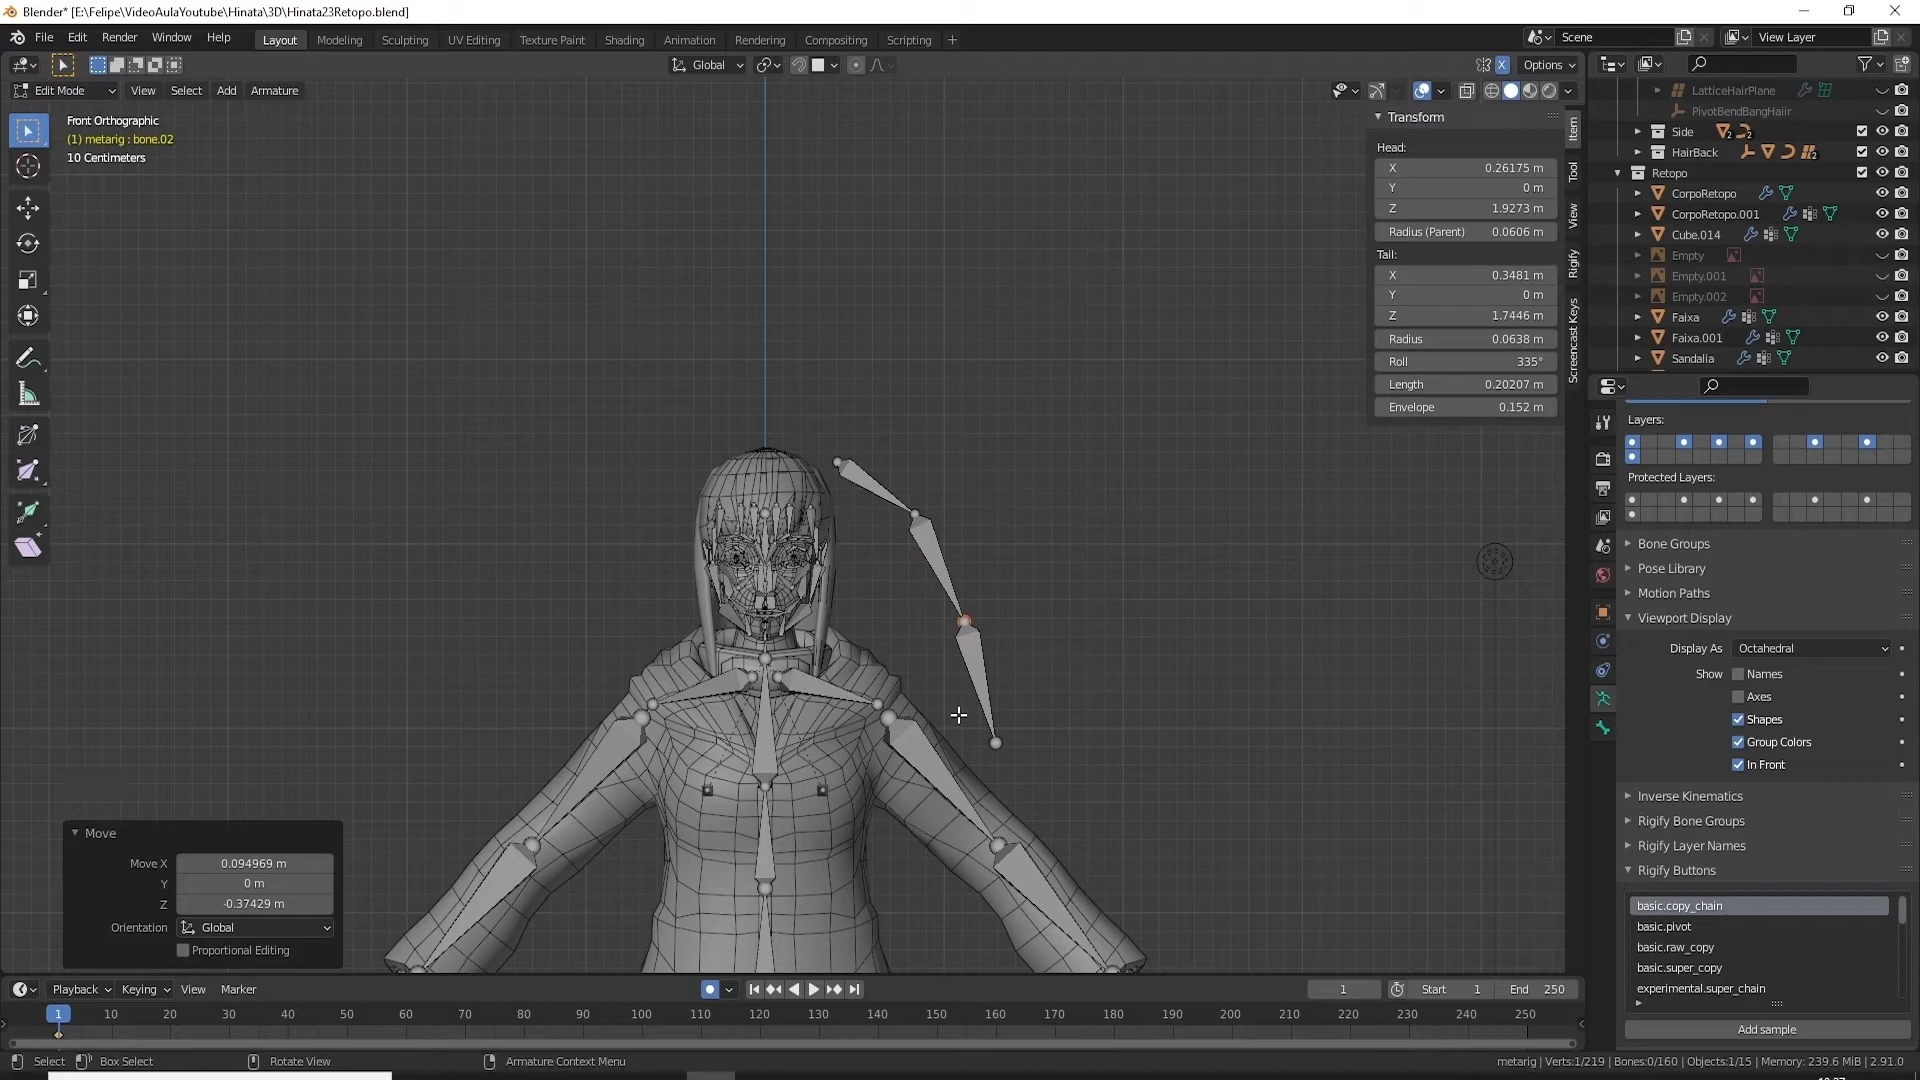 Blender* [E:\Felipe\VideoAulaYoutube\Hinata\3D\Hinata23Retopo.blend]
File Edit Render Window Help Layout Modeling Sculpting UV Editing Texture Paint Shading Animation Rendering Compositing Scripting + Scene View Layer
Global X Options
Edit Mode View Select Add Armature
Front Orthographic
(1) metarig : bone.02
10 Centimeters
Transform
Head:
X 0.26175 m
Y 0 m
Z 1.9273 m
Radius (Parent) 0.0606 m
Tail:
X 0.3481 m
Y 0 m
Z 1.7446 m
Radius 0.0638 m
Roll 335°
Length 0.20207 m
Envelope 0.152 m
Item
Tool
View
Rigify
Screencast Keys
LatticeHairPlane
PivotBendBangHaiir
Side 2 2
HairBack 2
Retopo
CorpoRetopo
CorpoRetopo.001
Cube.014
Empty
Empty.001
Empty.002
Faixa
Faixa.001
Sandalia
Layers:
Protected Layers:
Bone Groups
Pose Library
Motion Paths
Viewport Display
Display As Octahedral
Show Names
Axes
Shapes
Group Colors
In Front
Inverse Kinematics
Rigify Bone Groups
Rigify Layer Names
Rigify Buttons
basic.copy_chain
basic.pivot
basic.raw_copy
basic.super_copy
experimental.super_chain
Add sample
Move
Move X 0.094969 m
Y 0 m
Z -0.37429 m
Orientation Global
Proportional Editing
Playback Keying View Marker 1 Start 1 End 250
1 10 20 30 40 50 60 70 80 90 100 110 120 130 140 150 160 170 180 190 200 210 220 230 240 250
Select Box Select Rotate View Armature Context Menu metarig | Verts:1/219 | Bones:0/160 | Objects:1/15 | Memory: 239.6 MiB | 2.91.0